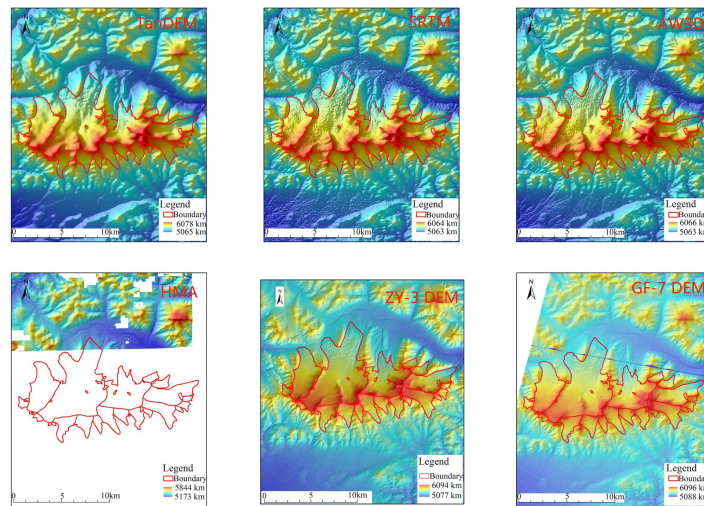 TanDEM
N
Legend
Boundary
6078 km
5065 km
0 5 10km
SRTM
N
Legend
Boundary
6064 km
5063 km
0 5 10km
AW3D
N
Legend
Boundary
6066 km
5063 km
0 5 10km
HMA
N
Legend
Boundary
5844 km
5173 km
0 5 10km
ZY-3 DEM
N
Legend
Boundary
6094 km
5077 km
0 5 10km
GF-7 DEM
N
Legend
Boundary
6096 km
5088 km
0 5 10km